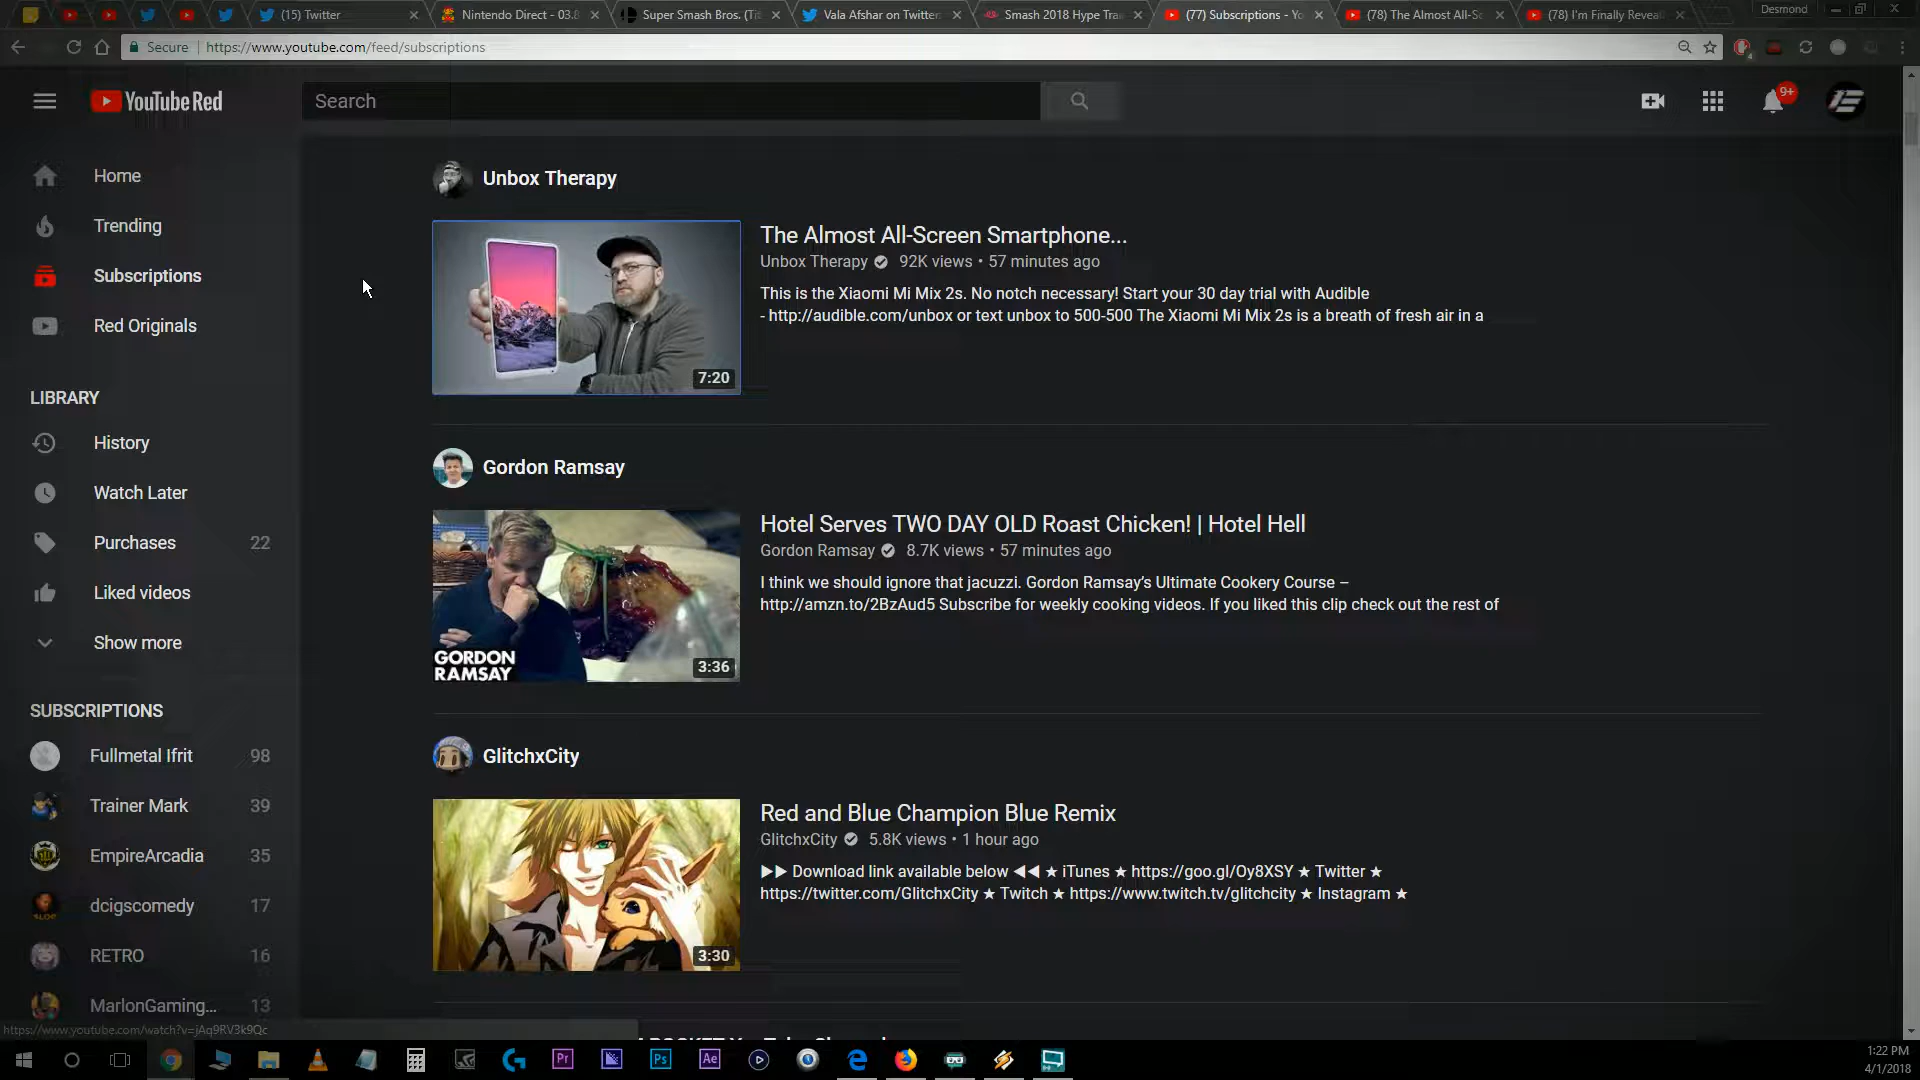 (15) Twitter
Nintendo Direct - 03.8
Super Smash Bros. (Ti
Vala Afshar on Twitter
Smash 2018 Hype Tra
(77) Subscriptions - Yo
(78) The Almost All-Sc
(78) I'm Finally Reveal
Desmond
Secure
https://www.youtube.com/feed/subscriptions
YouTube Red
Search
9+
Home
Trending
Subscriptions
Red Originals
LIBRARY
History
Watch Later
Purchases 22
Liked videos
Show more
SUBSCRIPTIONS
Fullmetal Ifrit 98
Trainer Mark 39
EmpireArcadia 35
dcigscomedy 17
RETRO 16
MarlonGaming... 13
https://www.youtube.com/watch?v=jAq9RV3k9Qc
Unbox Therapy
7:20
The Almost All-Screen Smartphone...
Unbox Therapy 92K views • 57 minutes ago
This is the Xiaomi Mi Mix 2s. No notch necessary! Start your 30 day trial with Audible
- http://audible.com/unbox or text unbox to 500-500 The Xiaomi Mi Mix 2s is a breath of fresh air in a
Gordon Ramsay
GORDON
RAMSAY
3:36
Hotel Serves TWO DAY OLD Roast Chicken! | Hotel Hell
Gordon Ramsay 8.7K views • 57 minutes ago
I think we should ignore that jacuzzi. Gordon Ramsay's Ultimate Cookery Course –
http://amzn.to/2BzAud5 Subscribe for weekly cooking videos. If you liked this clip check out the rest of
GlitchxCity
3:30
Red and Blue Champion Blue Remix
GlitchxCity 5.8K views • 1 hour ago
▶▶ Download link available below ◀◀ ★ iTunes ★ https://goo.gl/Oy8XSY ★ Twitter ★
https://twitter.com/GlitchxCity ★ Twitch ★ https://www.twitch.tv/glitchcity ★ Instagram ★
Pr
Ps
Ae
1:22 PM
4/1/2018